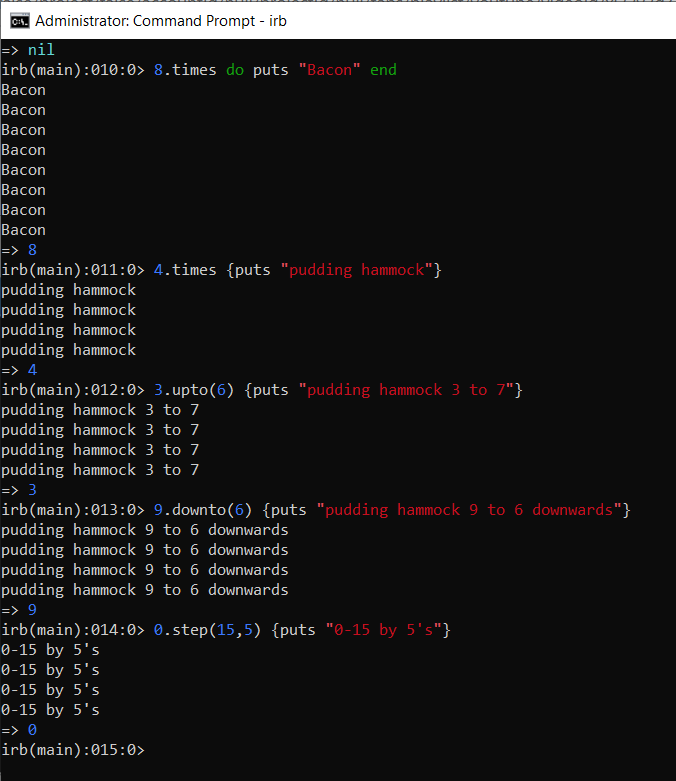 Administrator: Command Prompt - irb
=> nil
irb(main):010:0> 8.times do puts "Bacon" end
Bacon
Bacon
Bacon
Bacon
Bacon
Bacon
Bacon
Bacon
=> 8
irb(main):011:0> 4.times {puts "pudding hammock"}
pudding hammock
pudding hammock
pudding hammock
pudding hammock
=> 4
irb(main):012:0> 3.upto(6) {puts "pudding hammock 3 to 7"}
pudding hammock 3 to 7
pudding hammock 3 to 7
pudding hammock 3 to 7
pudding hammock 3 to 7
=> 3
irb(main):013:0> 9.downto(6) {puts "pudding hammock 9 to 6 downwards"}
pudding hammock 9 to 6 downwards
pudding hammock 9 to 6 downwards
pudding hammock 9 to 6 downwards
pudding hammock 9 to 6 downwards
=> 9
irb(main):014:0> 0.step(15,5) {puts "0-15 by 5's"}
0-15 by 5's
0-15 by 5's
0-15 by 5's
0-15 by 5's
=> 0
irb(main):015:0>